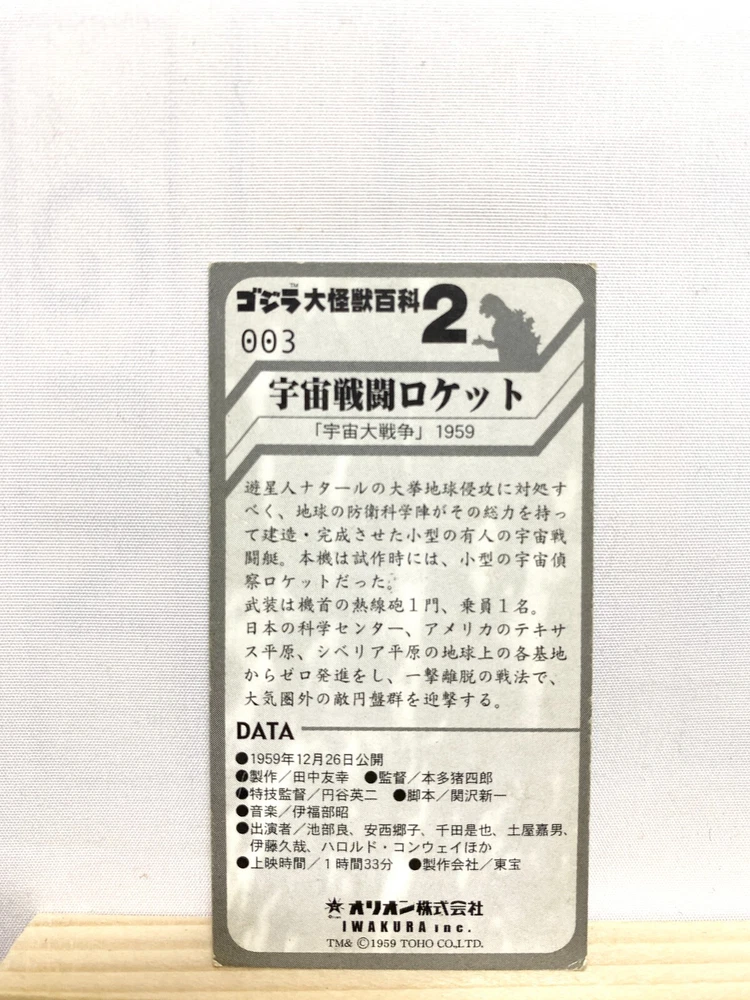 ゴジラ™大怪獣百科2
003
宇宙戦闘ロケット
「宇宙大戦争」1959
遊星人ナタールの大挙地球侵攻に対処す
べく、地球の防衛科学陣がその総力を持っ
て建造・完成させた小型の有人の宇宙戦
闘艇。本機は試作時には、小型の宇宙偵
察ロケットだった。
武装は機首の熱線砲1門、乗員1名。
日本の科学センター、アメリカのテキサ
ス平原、シベリア平原の地球上の各基地
からゼロ発進をし、一撃離脱の戦法で、
大気圏外の敵円盤群を迎撃する。
DATA
●1959年12月26日公開
●製作/田中友幸 ●監督/本多猪四郎
●特技監督/円谷英二 ●脚本/関沢新一
●音楽/伊福部昭
●出演者/池部良、安西郷子、千田是也、土屋嘉男、
伊藤久哉、ハロルド・コンウェイほか
●上映時間/1時間33分 ●製作会社/東宝
オリオン株式会社
IWAKURA inc.
TM& ©1959 TOHO CO.,LTD.